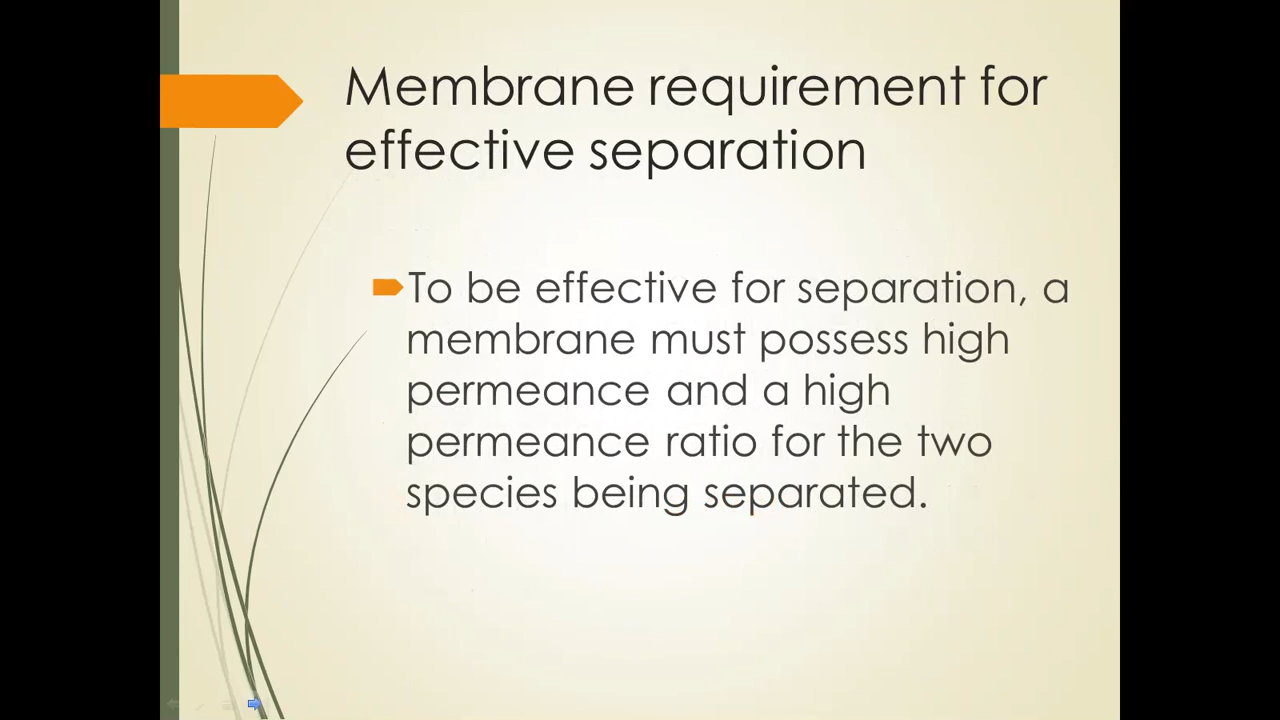 Membrane requirement for
effective separation
To be effective for separation, a
membrane must possess high
permeance and a high
permeance ratio for the two
species being separated.